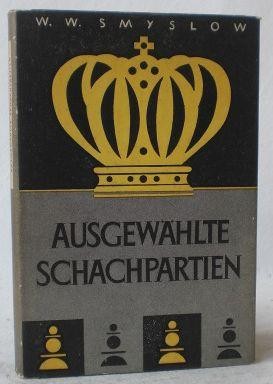 W. W. SMYSLOW
AUSGEWÄHLTE
SCHACHPARTIEN